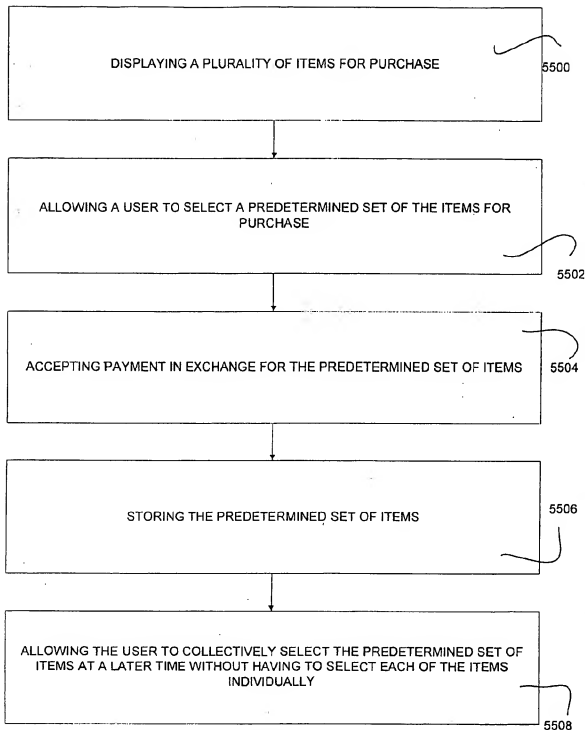 DISPLAYING A PLURALITY OF ITEMS FOR PURCHASE
5500
ALLOWING A USER TO SELECT A PREDETERMINED SET OF THE ITEMS FOR
PURCHASE
5502
ACCEPTING PAYMENT IN EXCHANGE FOR THE PREDETERMINED SET OF ITEMS
5504
STORING THE PREDETERMINED SET OF ITEMS
5506
ALLOWING THE USER TO COLLECTIVELY SELECT THE PREDETERMINED SET OF
ITEMS AT A LATER TIME WITHOUT HAVING TO SELECT EACH OF THE ITEMS
INDIVIDUALLY
5508